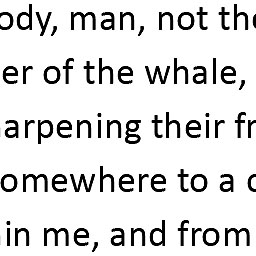 ody, man, not the
er of the whale,
arpening their fr
omewhere to a
in me, and from